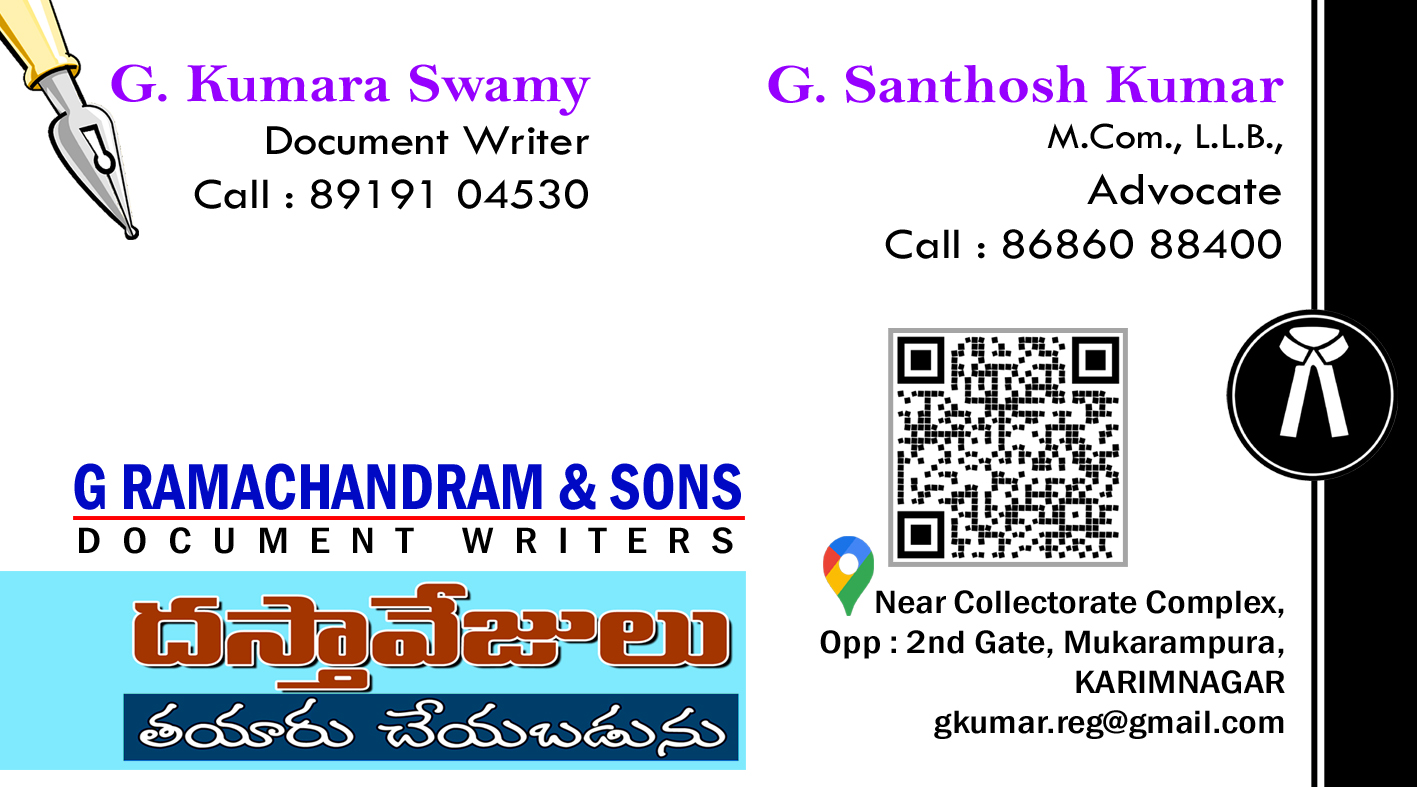 G. Kumara Swamy
Document Writer
Call : 89191 04530
G. Santhosh Kumar
M.Com., L.L.B.,
Advocate
Call : 86860 88400
G RAMACHANDRAM & SONS
DOCUMENT WRITERS
దస్తావేజులు
తయారు చేయబడును
Near Collectorate Complex,
Opp : 2nd Gate, Mukarampura,
KARIMNAGAR
gkumar.reg@gmail.com